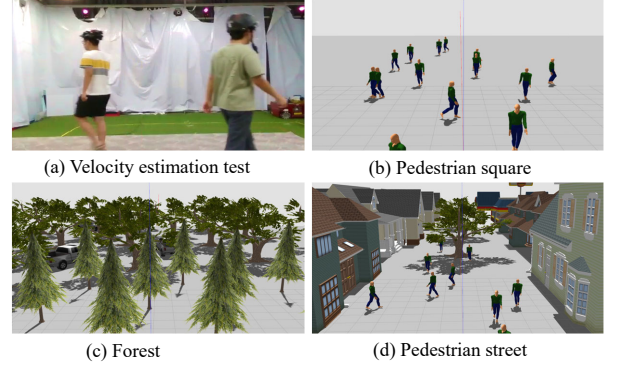 (a) Velocity estimation test
(b) Pedestrian square
(c) Forest
(d) Pedestrian street